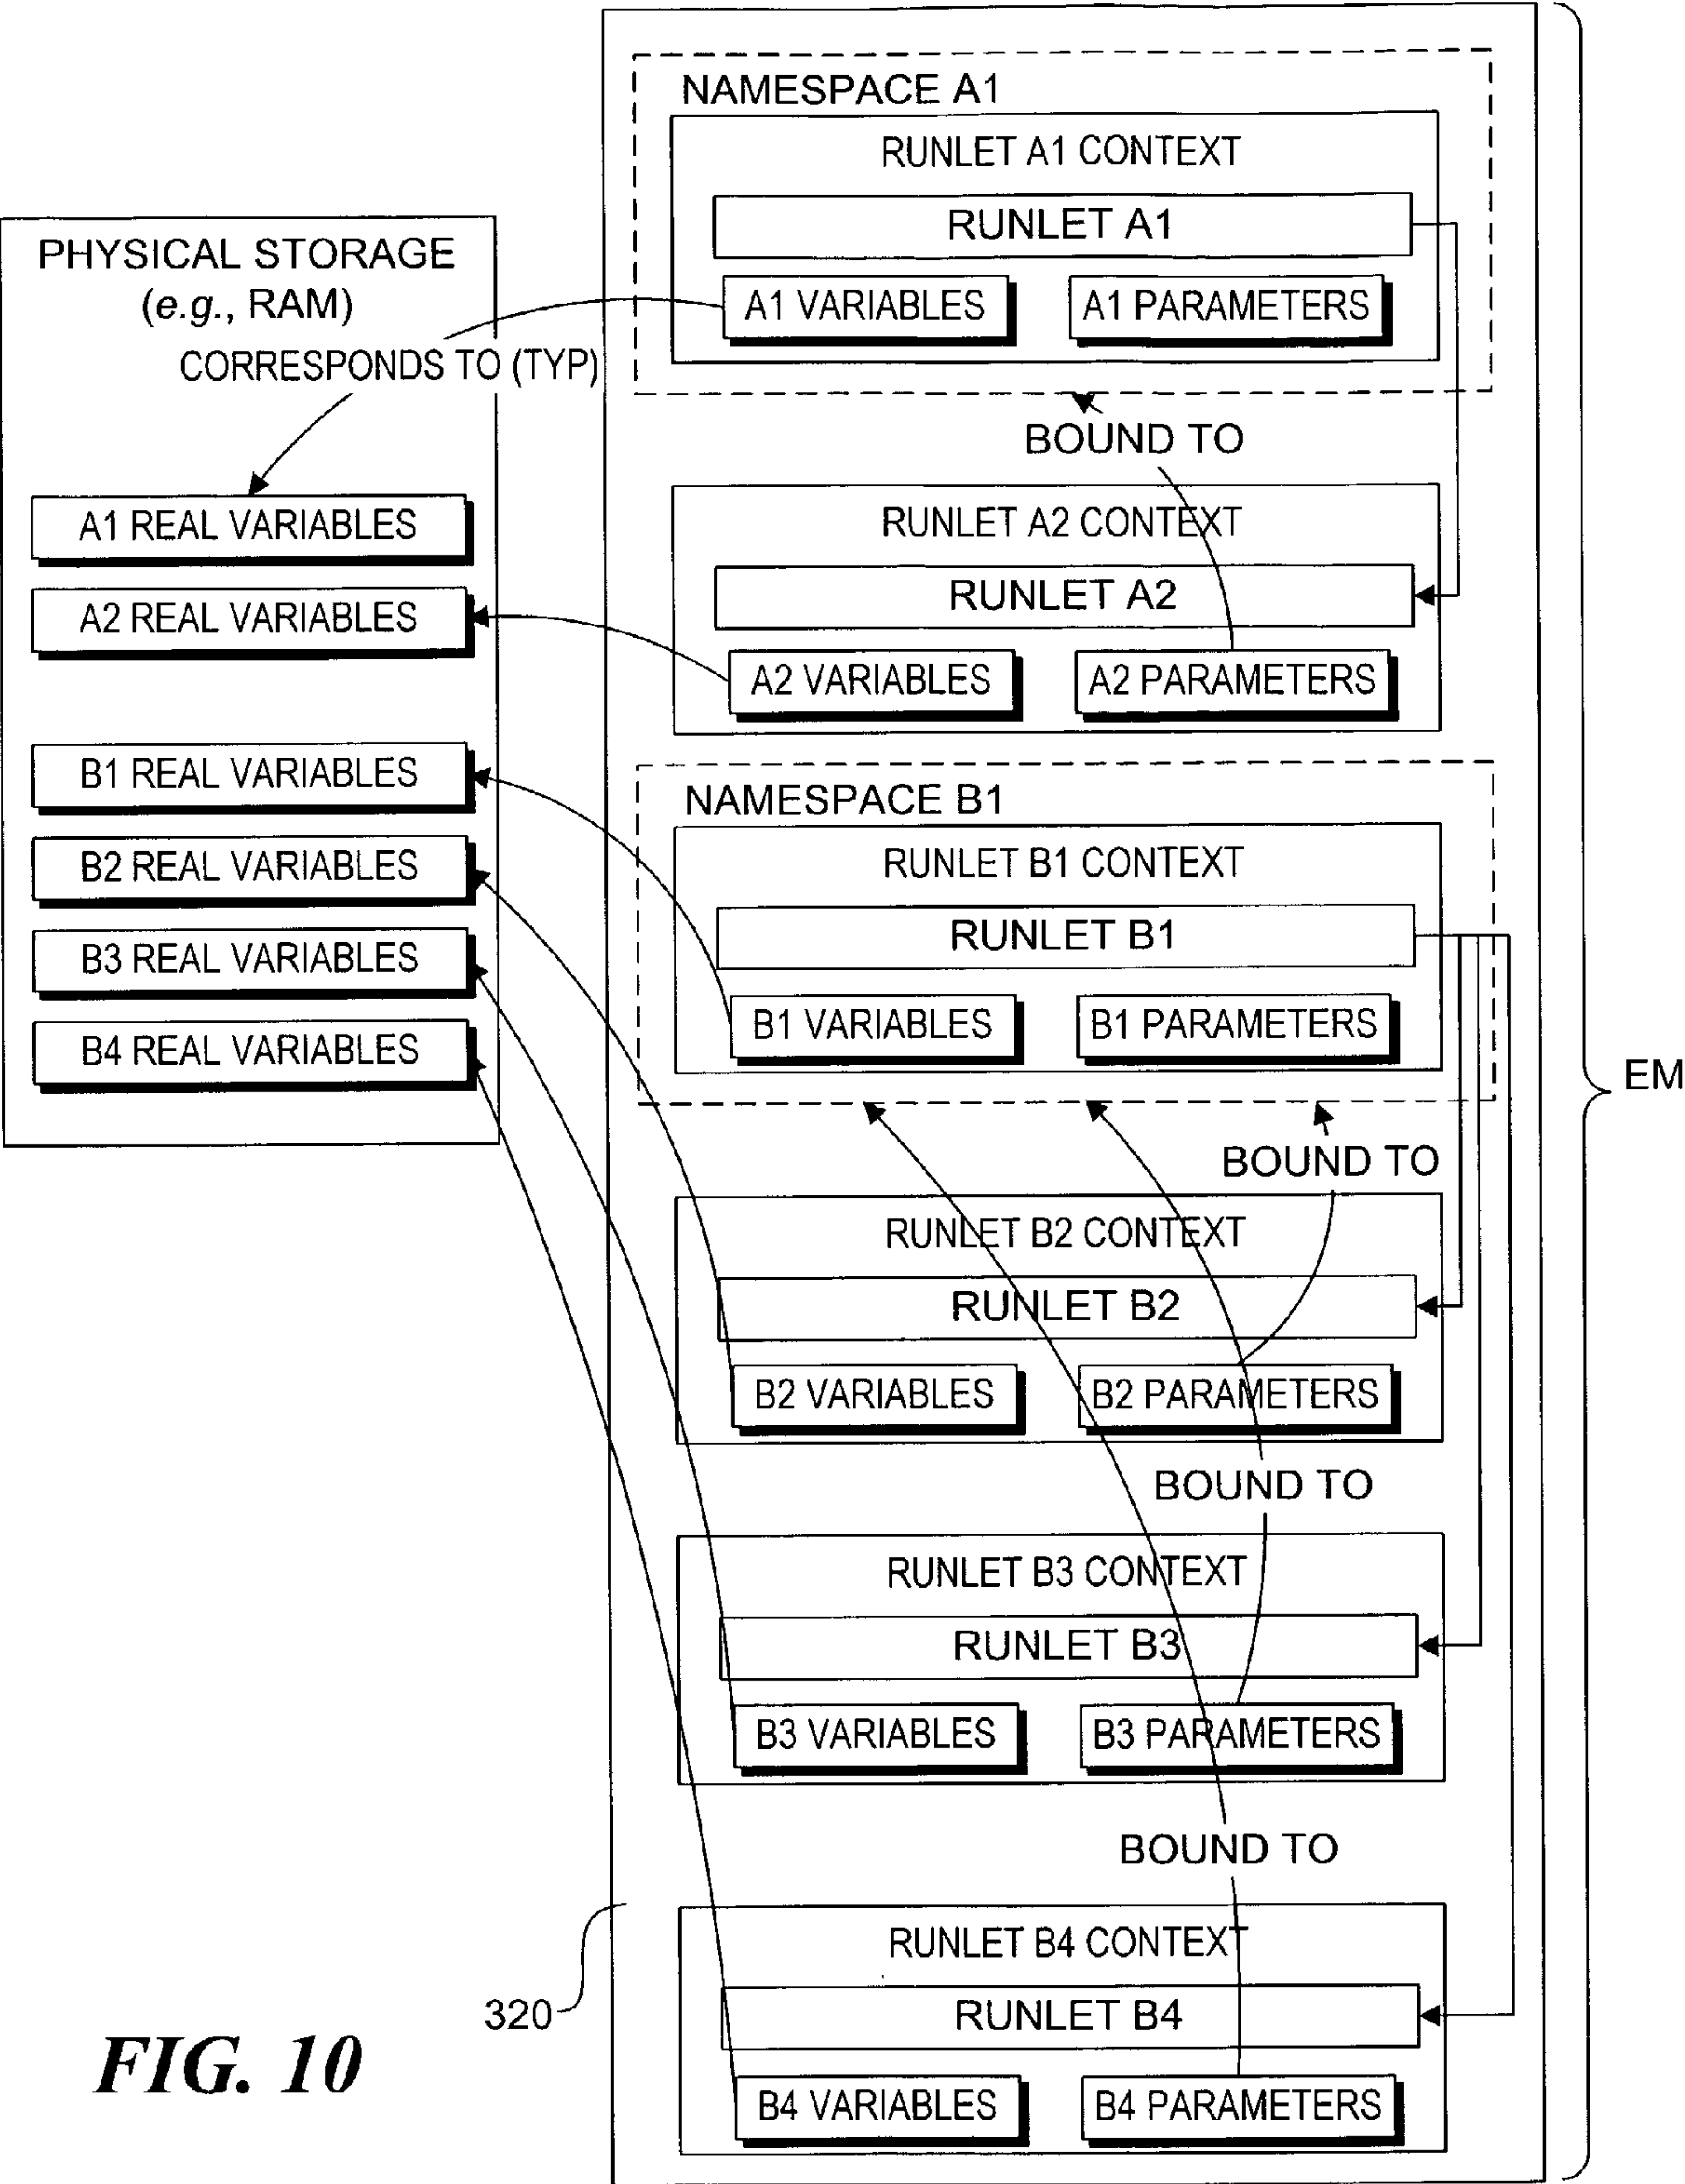 PHYSICAL STORAGE
(e.g., RAM)
CORRESPONDS TO (TYP)
A1 REAL VARIABLES
A2 REAL VARIABLES
B1 REAL VARIABLES
B2 REAL VARIABLES
B3 REAL VARIABLES
B4 REAL VARIABLES
NAMESPACE A1
RUNLET A1 CONTEXT
RUNLET A1
A1 VARIABLES
A1 PARAMETERS
BOUND TO
RUNLET A2 CONTEXT
RUNLET A2
A2 VARIABLES
A2 PARAMETERS
NAMESPACE B1
RUNLET B1 CONTEXT
RUNLET B1
B1 VARIABLES
B1 PARAMETERS
BOUND TO
RUNLET B2 CONTEXT
RUNLET B2
B2 VARIABLES
B2 PARAMETERS
BOUND TO
RUNLET B3 CONTEXT
RUNLET B3
B3 VARIABLES
B3 PARAMETERS
BOUND TO
RUNLET B4 CONTEXT
RUNLET B4
B4 VARIABLES
B4 PARAMETERS
EM
320
FIG. 10